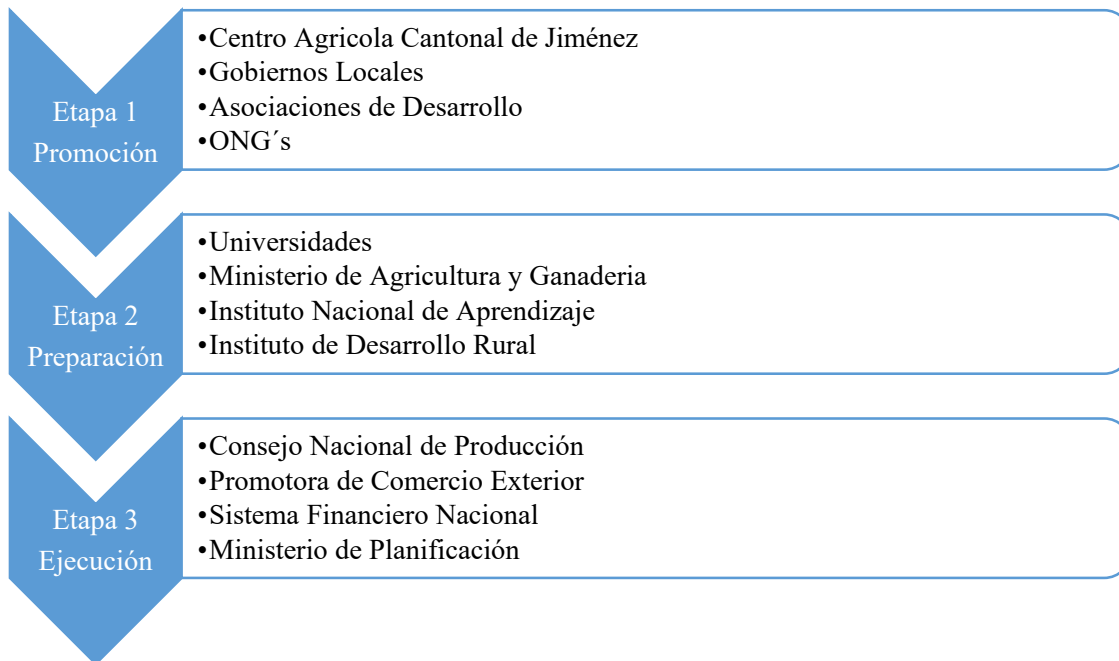 Etapa 1
Promoción
•Centro Agricola Cantonal de Jiménez
•Gobiernos Locales
•Asociaciones de Desarrollo
•ONG´s
Etapa 2
Preparación
•Universidades
•Ministerio de Agricultura y Ganaderia
•Instituto Nacional de Aprendizaje
•Instituto de Desarrollo Rural
Etapa 3
Ejecución
•Consejo Nacional de Producción
•Promotora de Comercio Exterior
•Sistema Financiero Nacional
•Ministerio de Planificación